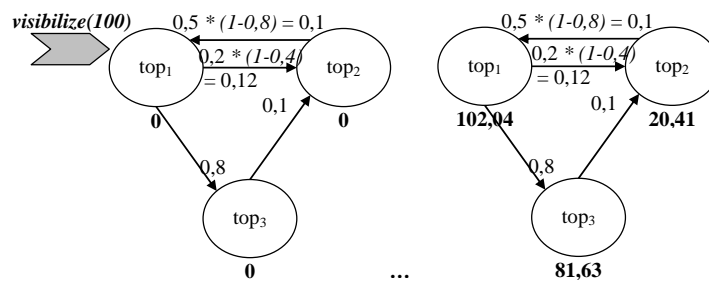 visibilize(100)
0,5 * (1-0,8) = 0,1
0,2 * (1-0,4)
= 0,12
top1
top2
0
0
0,1
0,8
top3
0
...
0,5 * (1-0,8) = 0,1
0,2 * (1-0,4)
= 0,12
top1
top2
102,04
20,41
0,1
0,8
top3
81,63